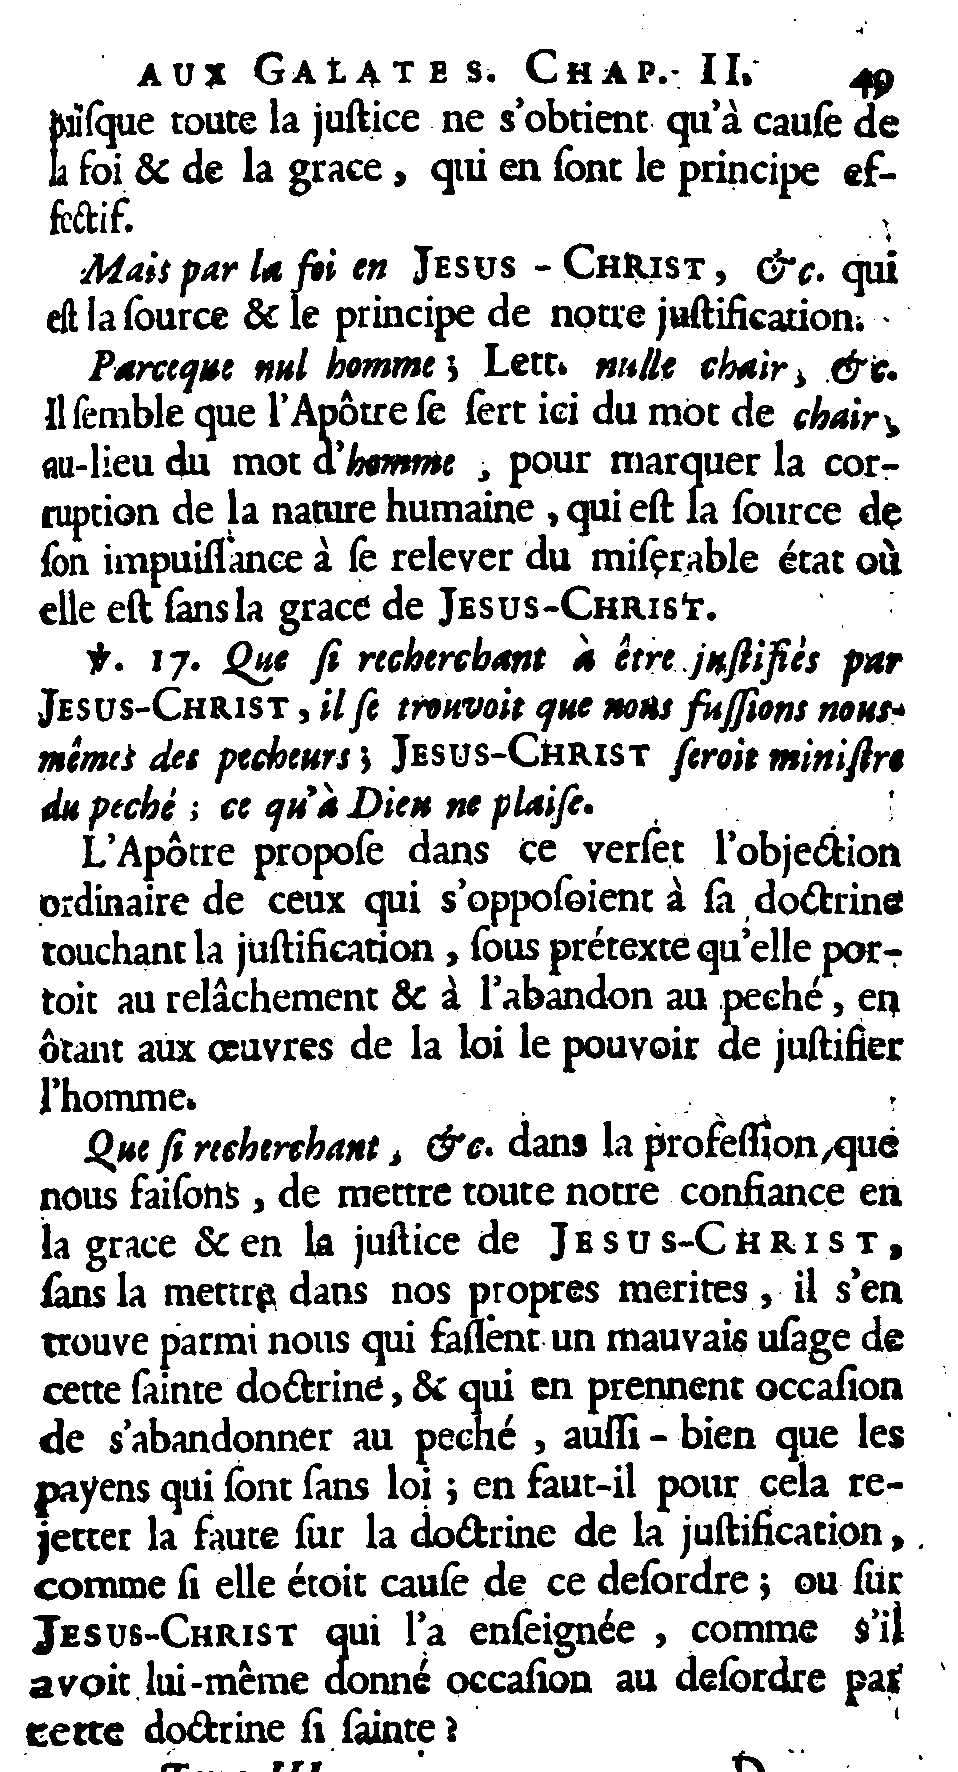 AUX GALATES. CHAP. II. 49
puiſque toute la juſtice ne s'obtient qu'à cauſe de
la foi & de la grace, qui en ſont le principe ef-
fectif.
Mais par la foi en JESUS-CHRIST, &c. qui
eſt la ſource & le principe de notre juſtification.
Parceque nul homme; Lett. nulle chair, &c.
Il ſemble que l'Apôtre ſe ſert ici du mot de chair,
au-lieu du mot d'homme, pour marquer la cor-
ruption de la nature humaine, qui eſt la ſource de
ſon impuiſſance à ſe relever du miſerable état où
elle eſt ſans la grace de JESUS-CHRIST.
℣. 17. Que ſi recherchant à être juſtifiés par
JESUS-CHRIST, il ſe trouvoit que nous fuſſions nous-
mêmes des pecheurs; JESUS-CHRIST ſeroit miniſtre
du peché; ce qu'à Dieu ne plaiſe.
L'Apôtre propoſe dans ce verſet l'objection
ordinaire de ceux qui s'oppoſoient à ſa doctrine
touchant la juſtification, ſous prétexte qu'elle por-
toit au relâchement & à l'abandon au peché, en
ôtant aux œuvres de la loi le pouvoir de juſtifier
l'homme.
Que ſi recherchant, &c. dans la profeſſion, que
nous faiſons, de mettre toute notre confiance en
la grace & en la juſtice de JESUS-CHRIST,
ſans la mettre dans nos propres merites, il s'en
trouve parmi nous qui faſſent un mauvais uſage de
cette ſainte doctrine, & qui en prennent occaſion
de s'abandonner au peché, auſſi-bien que les
payens qui ſont ſans loi; en faut-il pour cela re-
jetter la faute ſur la doctrine de la juſtification,
comme ſi elle étoit cauſe de ce deſordre; ou ſur
JESUS-CHRIST qui l'a enſeignée, comme s'il
avoit lui-même donné occaſion au deſordre par
cette doctrine ſi ſainte?
Tome III. D